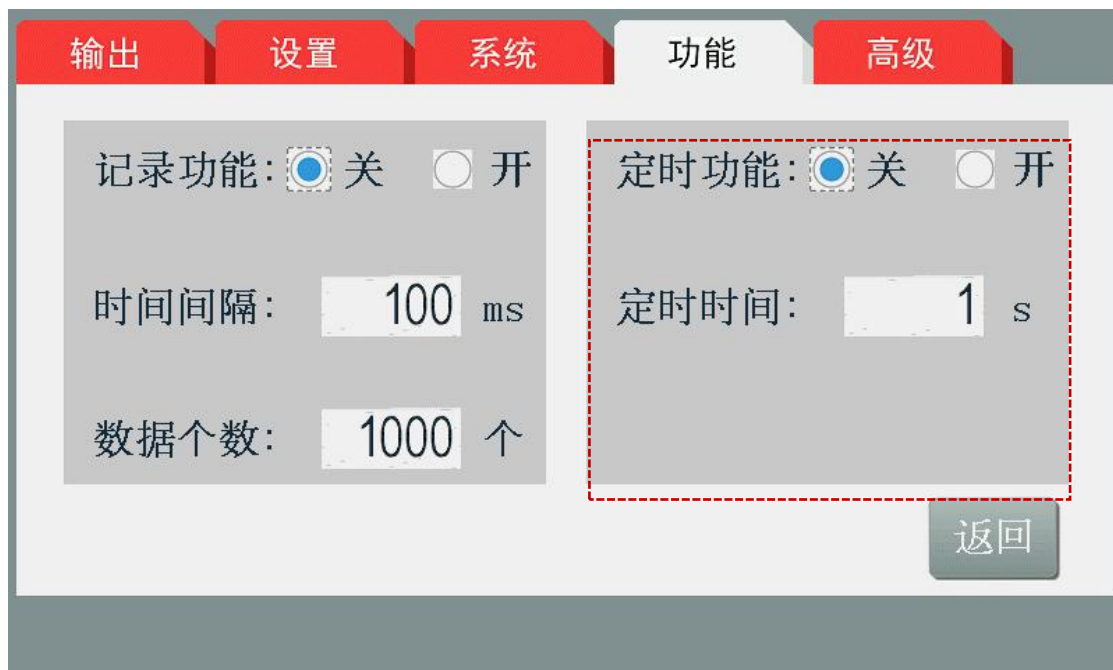 输出 设置 系统 功能 高级
记录功能: 关 开
时间间隔: 100 ms
数据个数: 1000 个
定时功能: 关 开
定时时间: 1 s
返回